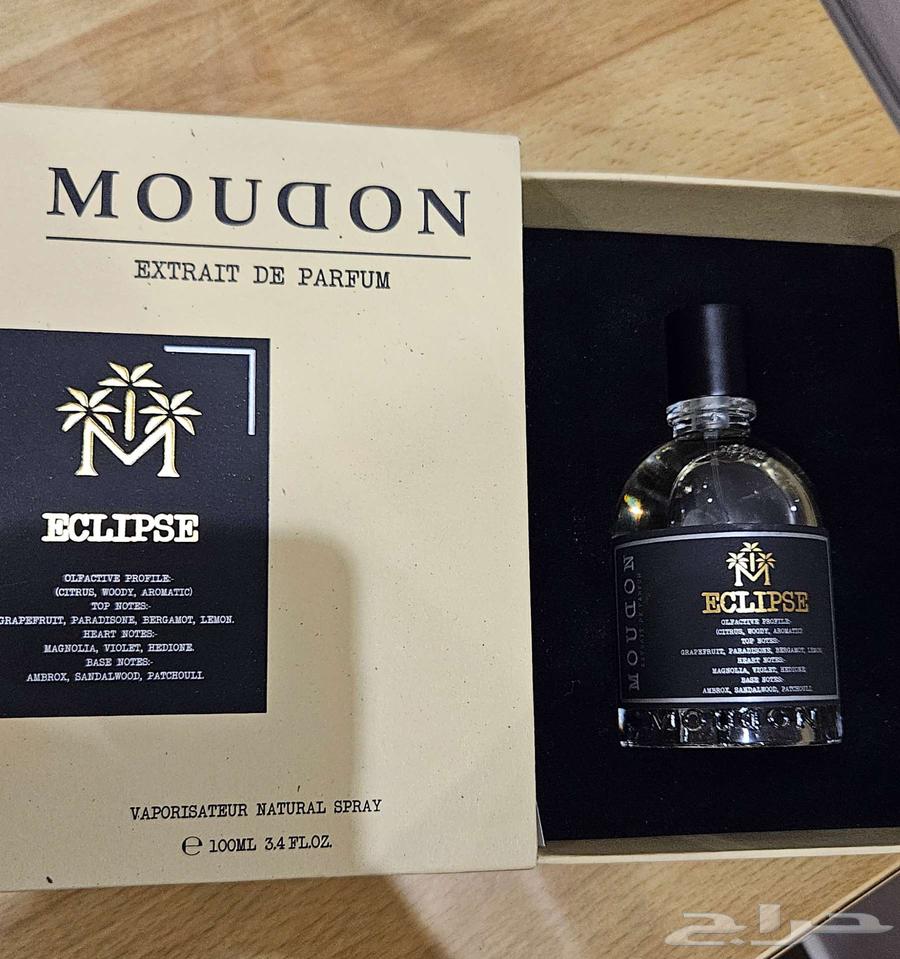 MOUDON
EXTRAIT DE PARFUM
M
ECLIPSE
OLFACTIVE PROFILE:-
(CITRUS, WOODY, AROMATIC)
TOP NOTES:-
GRAPEFRUIT, PARADISONE, BERGAMOT, LEMON.
HEART NOTES:-
MAGNOLIA, VIOLET, HEDIONE.
BASE NOTES:-
AMBROX, SANDALWOOD, PATCHOULI.
VAPORISATEUR NATURAL SPRAY
℮ 100ML 3.4 FL.OZ.
MOUDON
M
ECLIPSE
OLFACTIVE PROFILE:-
(CITRUS, WOODY, AROMATIC)
TOP NOTES:-
GRAPEFRUIT, PARADISONE, BERGAMOT, LEMON
HEART NOTES:-
MAGNOLIA, VIOLET, HEDIONE
BASE NOTES:-
AMBROX, SANDALWOOD, PATCHOULI.
MOUDON
حراج